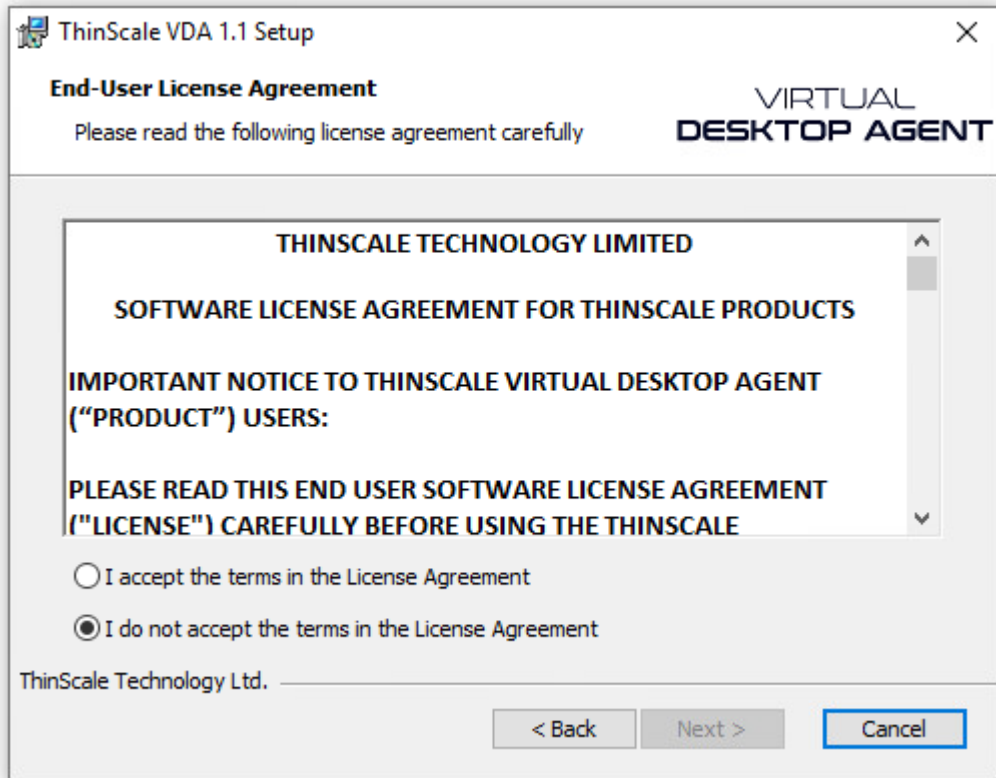 ThinScale VDA 1.1 Setup
End-User License Agreement
Please read the following license agreement carefully
VIRTUAL
DESKTOP AGENT
THINSCALE TECHNOLOGY LIMITED
SOFTWARE LICENSE AGREEMENT FOR THINSCALE PRODUCTS
IMPORTANT NOTICE TO THINSCALE VIRTUAL DESKTOP AGENT
(“PRODUCT”) USERS:
PLEASE READ THIS END USER SOFTWARE LICENSE AGREEMENT
("LICENSE") CAREFULLY BEFORE USING THE THINSCALE
I accept the terms in the License Agreement
I do not accept the terms in the License Agreement
ThinScale Technology Ltd.
< Back
Next >
Cancel